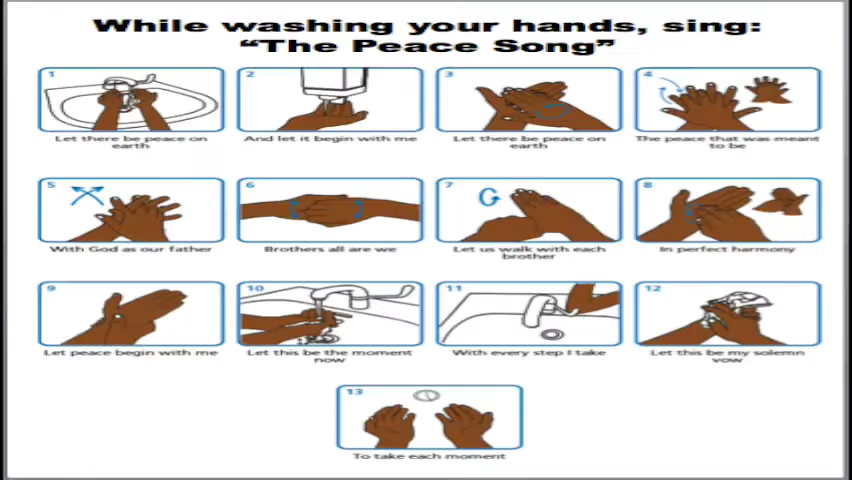 While washing your hands, sing:
“The Peace Song”
1
Let there be peace on
earth
2
And let it begin with me
3
Let there be peace on
earth
4
The peace that was meant
to be
5
With God as our father
6
Brothers all are we
7
Let us walk with each
brother
8
In perfect harmony
9
Let peace begin with me
10
Let this be the moment
now
11
With every step I take
12
Let this be my solemn
vow
13
To take each moment